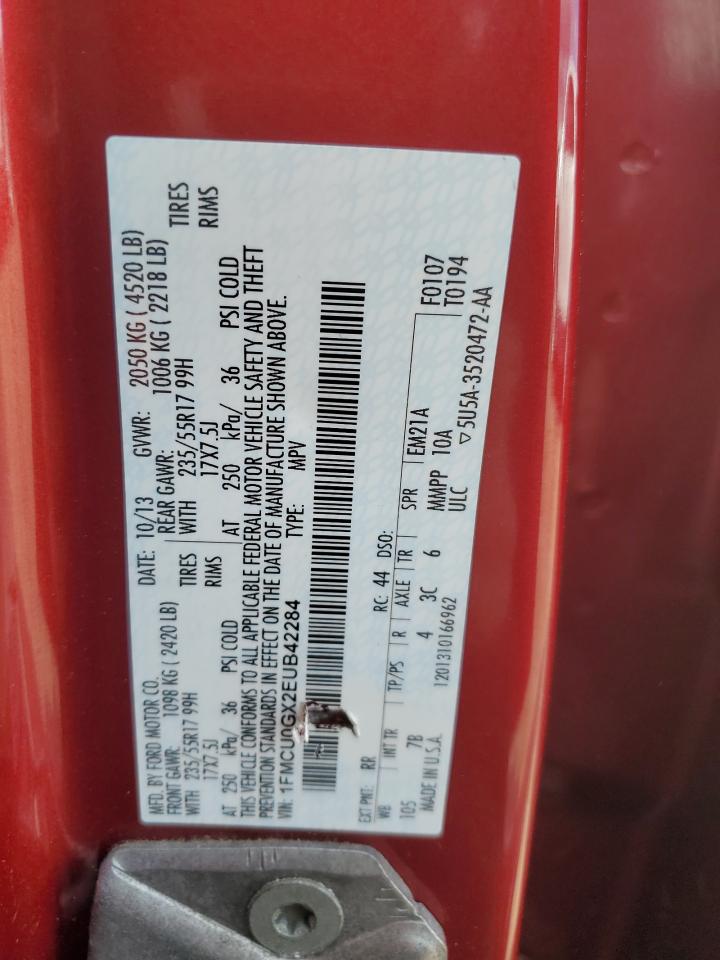 MFD. BY FORD MOTOR CO. DATE: 10/13 GVWR: 2050 KG ( 4520 LB)
FRONT GAWR: 1098 KG ( 2420 LB) REAR GAWR: 1006 KG ( 2218 LB)
WITH 235/55R17 99H TIRES WITH 235/55R17 99H TIRES
17X7.5J RIMS 17X7.5J RIMS
AT 250 kPa/ 36 PSI COLD AT 250 kPa/ 36 PSI COLD
THIS VEHICLE CONFORMS TO ALL APPLICABLE FEDERAL MOTOR VEHICLE SAFETY AND THEFT
PREVENTION STANDARDS IN EFFECT ON THE DATE OF MANUFACTURE SHOWN ABOVE.
VIN: 1FMCU0GX2EUB42284 TYPE: MPV
EXT PNT: RR RC: 44 DSO: F0107
WB INT TR TP/PS R AXLE TR SPR EM21A T0194
105 7B 4 3C 6 MMPP 10A
MADE IN U.S.A. 1201310166962 ULC ▽5U5A-3520472-AA